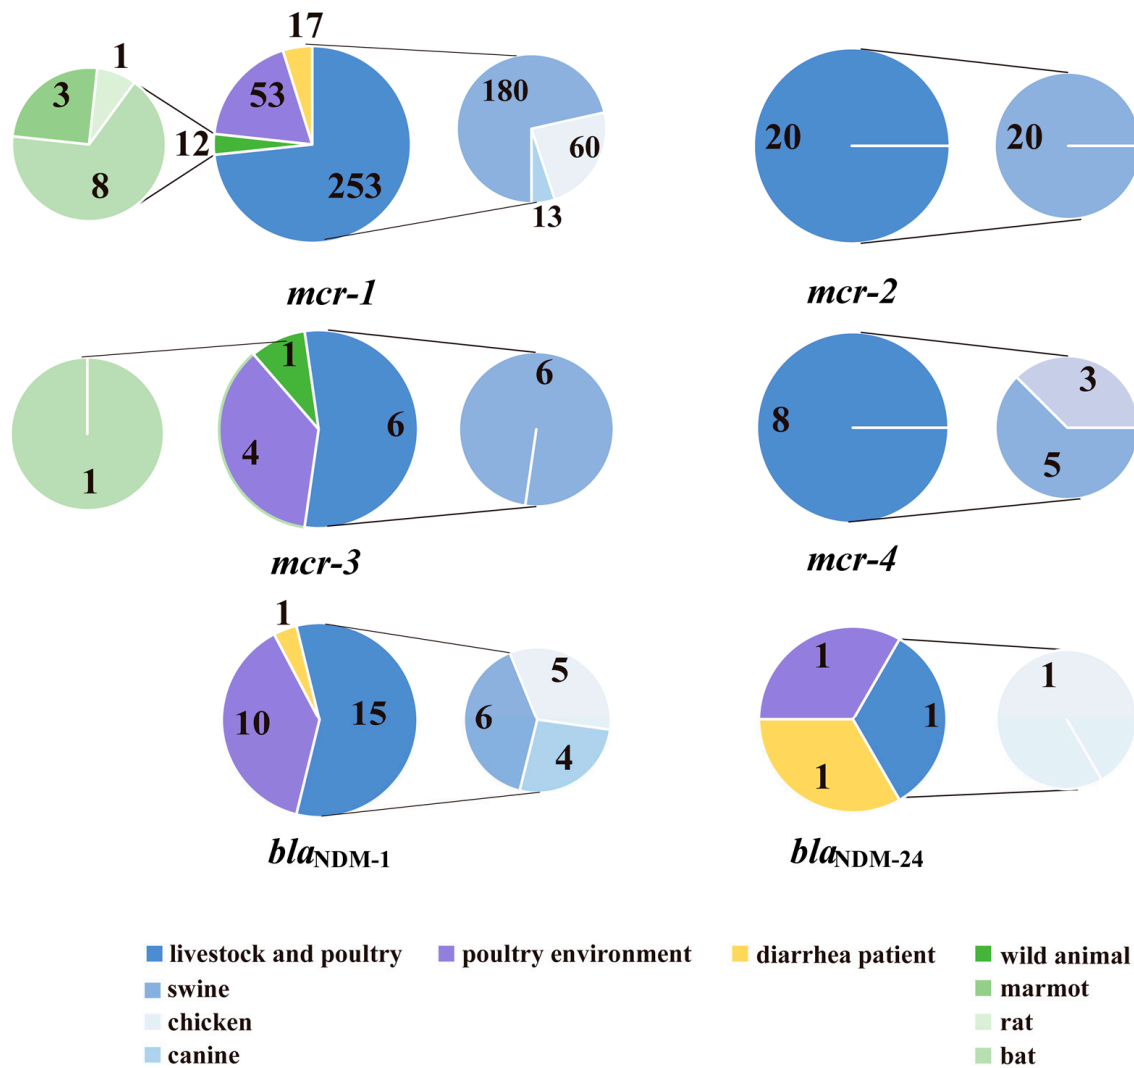 17
1
3
53
180
12
60
8
253
13
20
20
mcr-1
mcr-2
1
6
3
8
6
4
5
1
mcr-3
mcr-4
1
5
1
1
6
15
1
10
4
1
blaNDM-1
blaNDM-24
livestock and poultry
poultry environment
diarrhea patient
wild animal
swine
marmot
chicken
rat
canine
bat